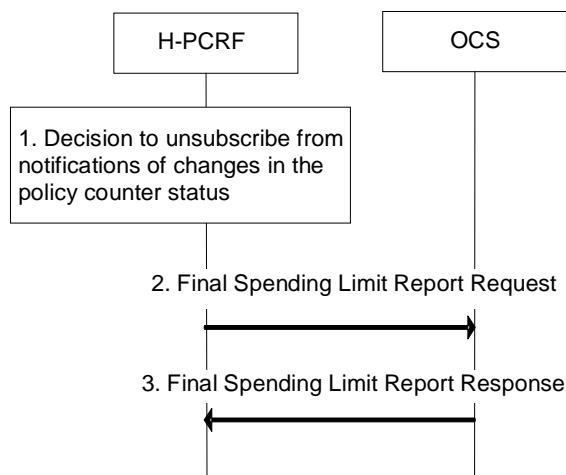 H-PCRF
OCS
1. Decision to unsubscribe from
notifications of changes in the
policy counter status
2. Final Spending Limit Report Request
3. Final Spending Limit Report Response